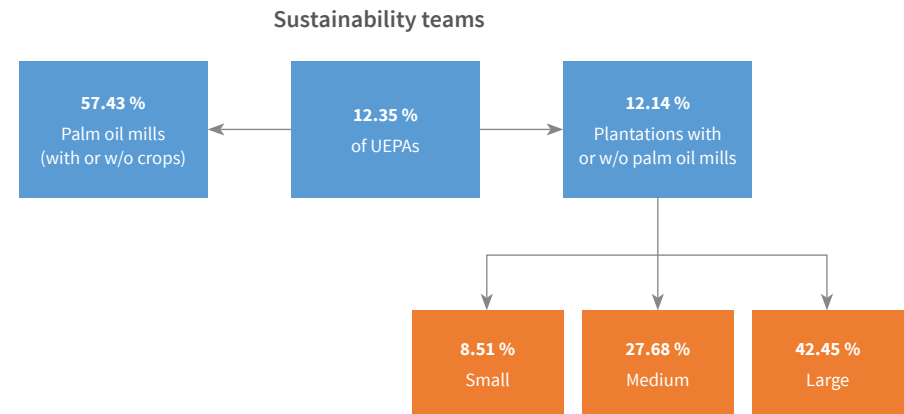 Sustainability teams
57.43 %
Palm oil mills
(with or w/o crops)
12.35 %
of UEPAs
12.14 %
Plantations with
or w/o palm oil mills
8.51 %
Small
27.68 %
Medium
42.45 %
Large